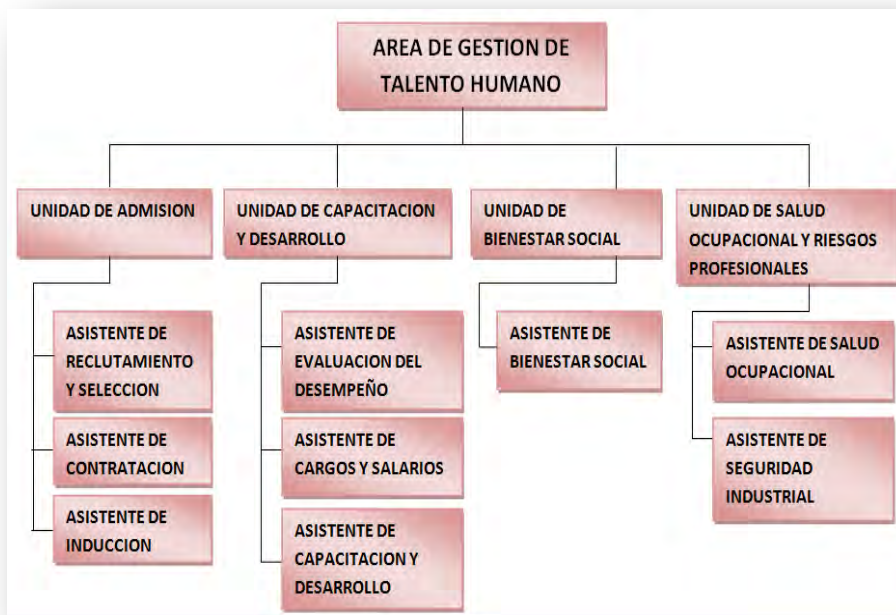 AREA DE GESTION DE
TALENTO HUMANO
UNIDAD DE ADMISION
UNIDAD DE CAPACITACION
Y DESARROLLO
UNIDAD DE
BIENESTAR SOCIAL
UNIDAD DE SALUD
OCUPACIONAL Y RIESGOS
PROFESIONALES
ASISTENTE DE
RECLUTAMIENTO
Y SELECCION
ASISTENTE DE
CONTRATACION
ASISTENTE DE
INDUCCION
ASISTENTE DE
EVALUACION DEL
DESEMPEÑO
ASISTENTE DE
CARGOS Y SALARIOS
ASISTENTE DE
CAPACITACION Y
DESARROLLO
ASISTENTE DE
BIENESTAR SOCIAL
ASISTENTE DE SALUD
OCUPACIONAL
ASISTENTE DE
SEGURIDAD
INDUSTRIAL